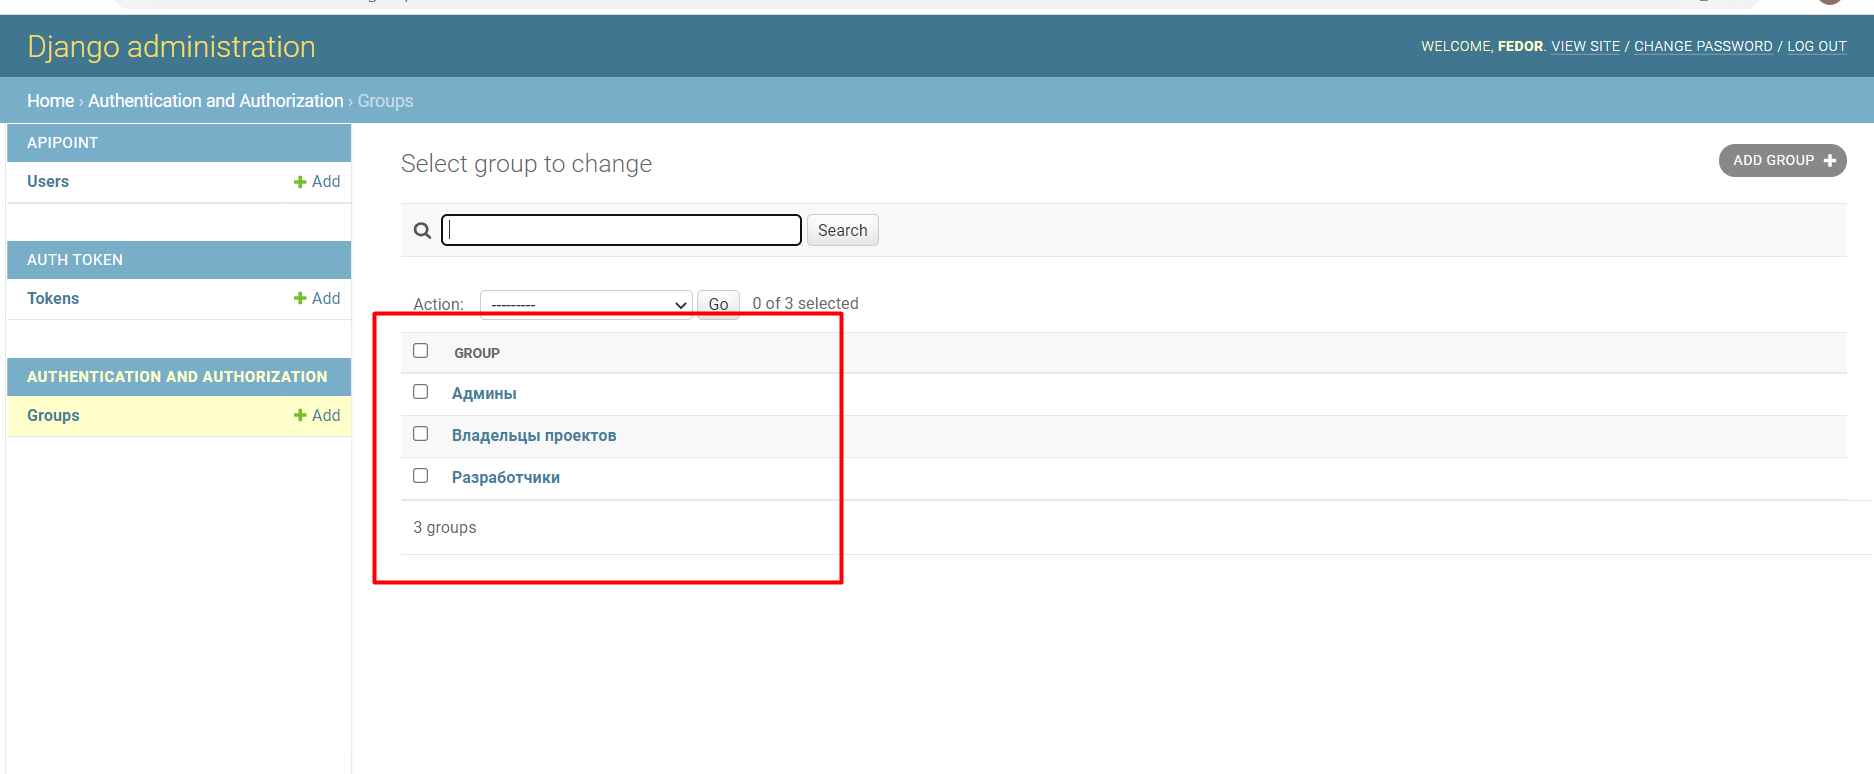 Django administration
WELCOME, FEDOR. VIEW SITE / CHANGE PASSWORD / LOG OUT
Home › Authentication and Authorization › Groups
APIPOINT
Users
Add
AUTH TOKEN
Tokens
Add
AUTHENTICATION AND AUTHORIZATION
Groups
Add
Select group to change
ADD GROUP
Search
Action: --------- Go 0 of 3 selected
GROUP
Админы
Владельцы проектов
Разработчики
3 groups